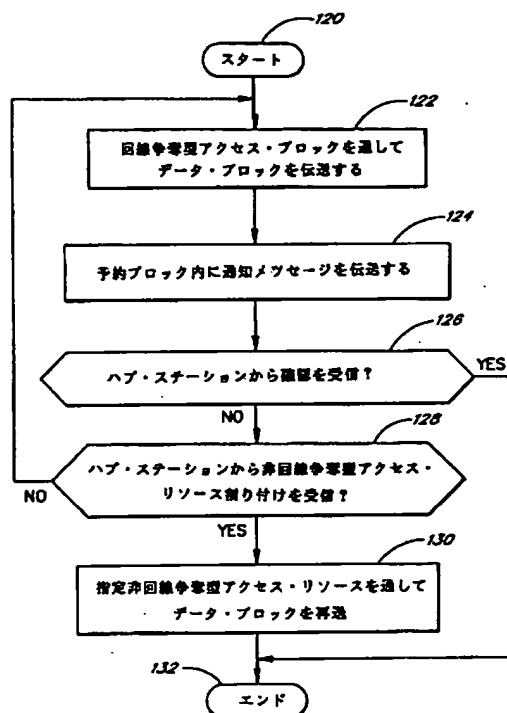 120
スタート
122
回線争奪型アクセス・ブロックを通して
データ・ブロックを伝送する
124
予約ブロック内に通知メッセージを伝送する
126
ハブ・ステーションから確認を受信?
YES
NO
128
ハブ・ステーションから非回線争奪型アクセス・
リソース割り付けを受信?
NO
YES
130
指定非回線争奪型アクセス・リソースを通して
データ・ブロックを再送
132
エンド